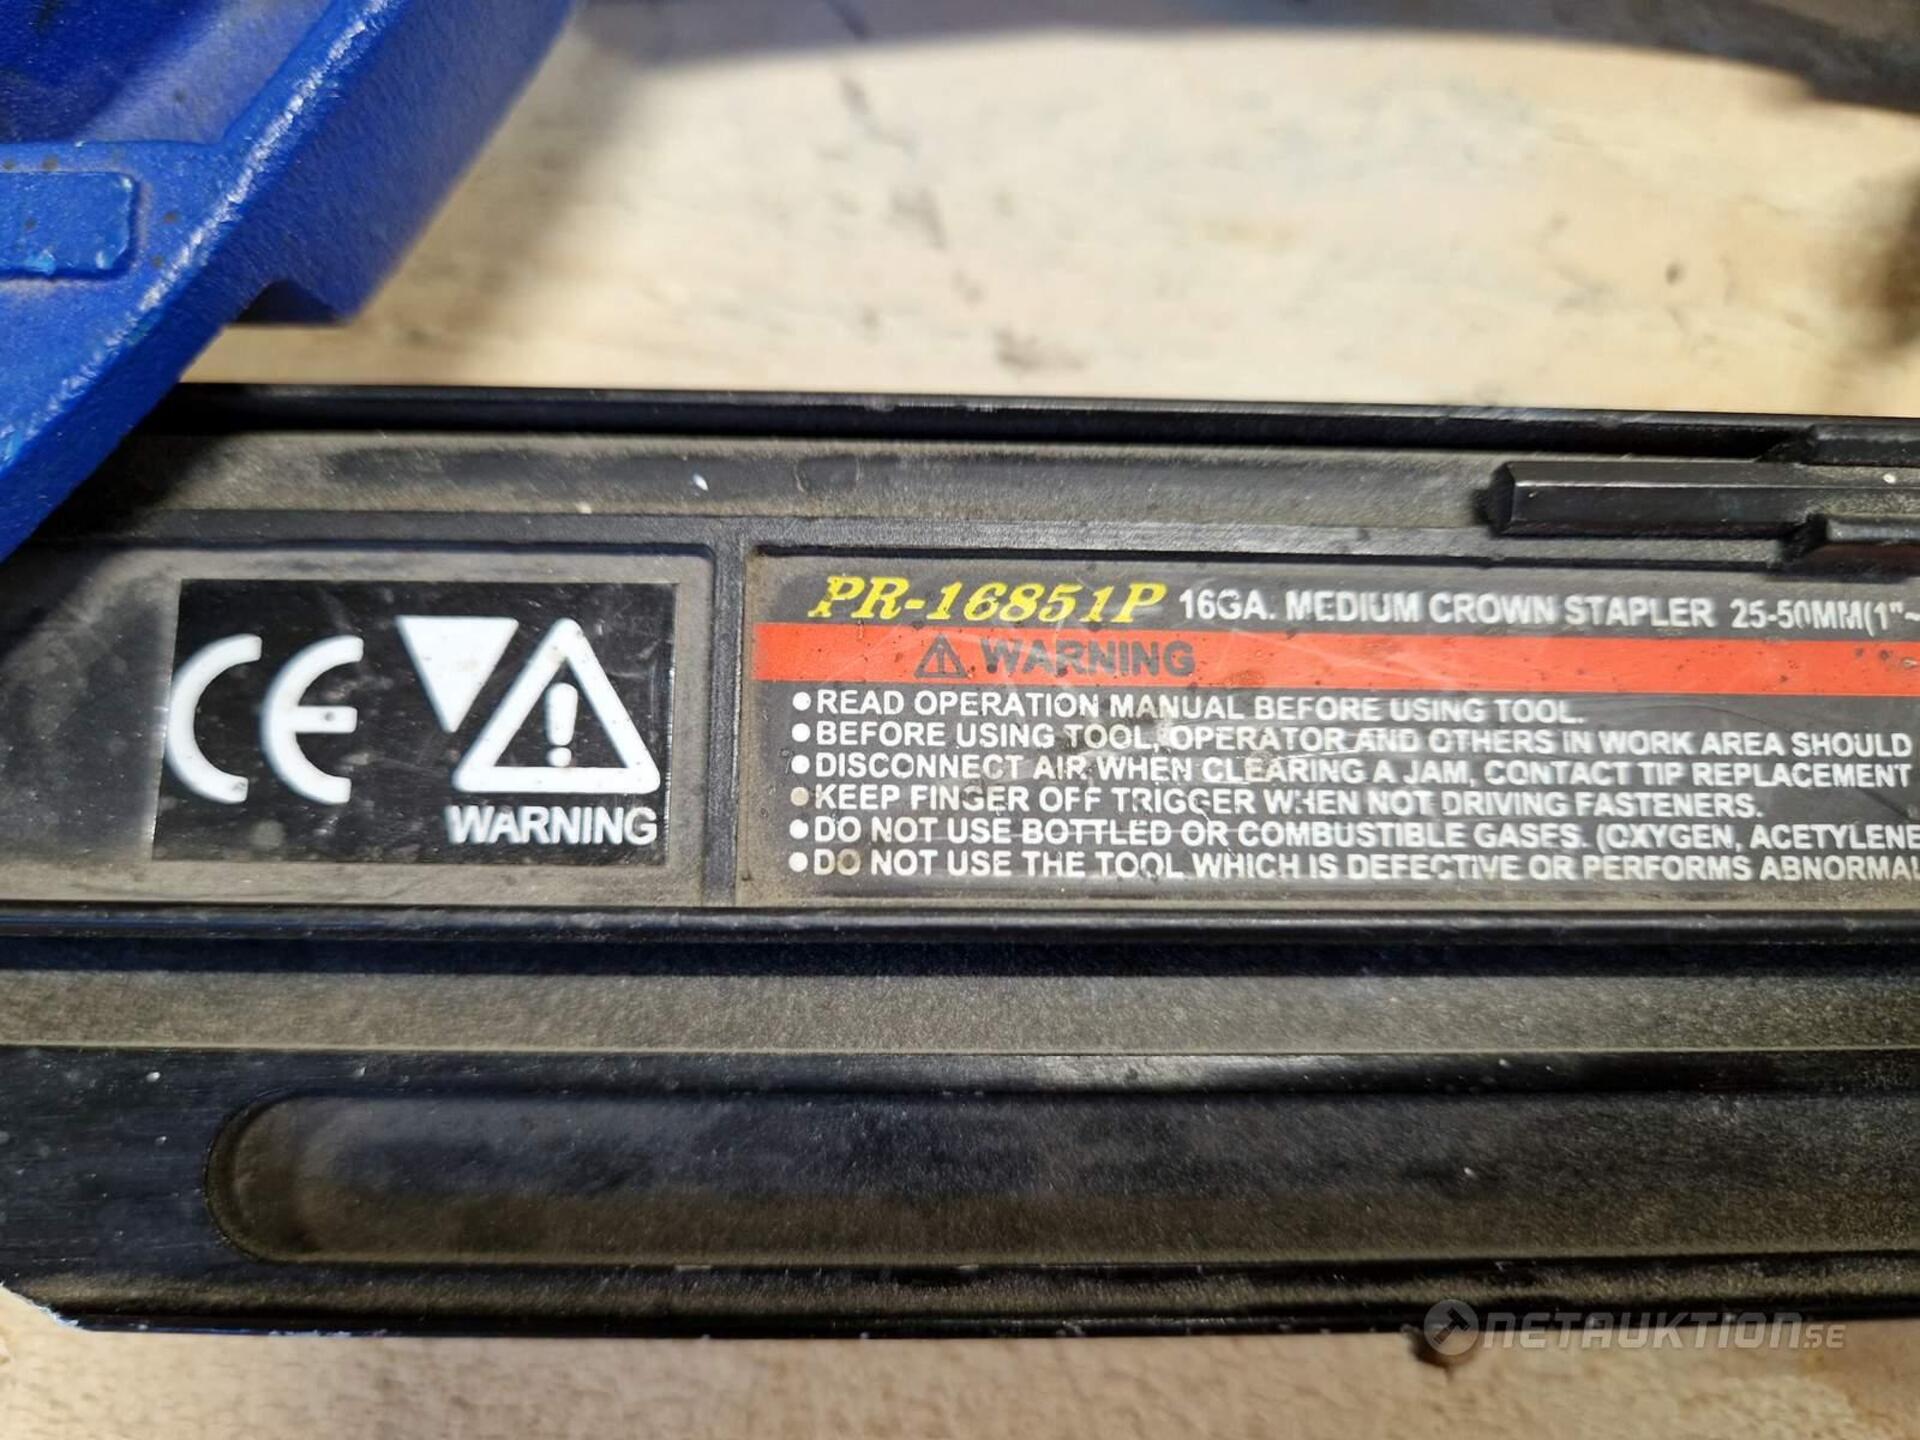 CE
WARNING
PR-16851P 16GA. MEDIUM CROWN STAPLER 25-50MM(1"~
WARNING
●READ OPERATION MANUAL BEFORE USING TOOL.
●BEFORE USING TOOL, OPERATOR AND OTHERS IN WORK AREA SHOULD
●DISCONNECT AIR WHEN CLEARING A JAM, CONTACT TIP REPLACEMENT
●KEEP FINGER OFF TRIGGER WHEN NOT DRIVING FASTENERS.
●DO NOT USE BOTTLED OR COMBUSTIBLE GASES. (OXYGEN, ACETYLENE
●DO NOT USE THE TOOL WHICH IS DEFECTIVE OR PERFORMS ABNORMAL
NETAUKTION.SE